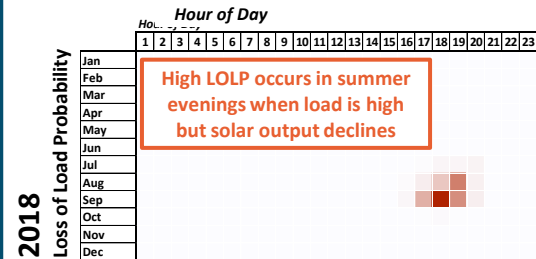 Hour of Day
1 2 3 4 5 6 7 8 9 10 11 12 13 14 15 16 17 18 19 20 21 22 23
2018
Loss of Load Probability
Jan
Feb
Mar
Apr
May
Jun
Jul
Aug
Sep
Oct
Nov
Dec
High LOLP occurs in summer
evenings when load is high
but solar output declines